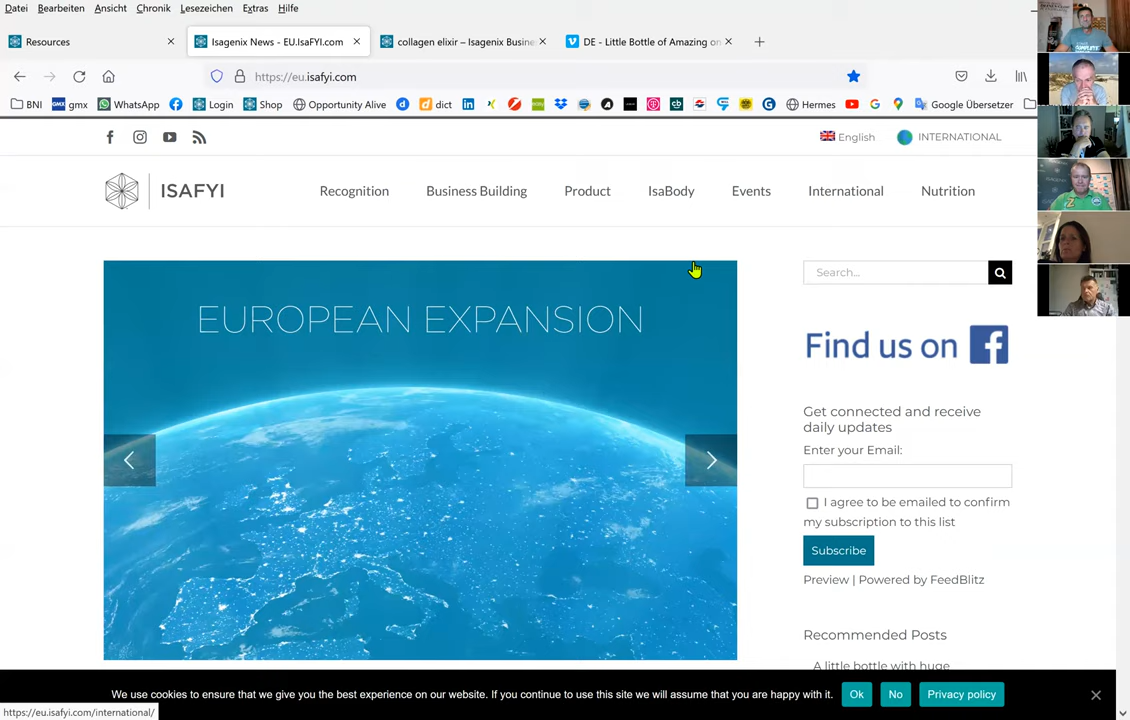 Datei Bearbeiten Ansicht Chronik Lesezeichen Extras Hilfe
Resources
Isagenix News - EU.IsaFYI.com
collagen elixir – Isagenix Busine
DE - Little Bottle of Amazing on
https://eu.isafyi.com
BNI gmx WhatsApp Login Shop Opportunity Alive dict Hermes Google Übersetzer
English INTERNATIONAL
ISAFYI
Recognition Business Building Product IsaBody Events International Nutrition
EUROPEAN EXPANSION
Search...
Find us on
Get connected and receive
daily updates
Enter your Email:
I agree to be emailed to confirm
my subscription to this list
Subscribe
Preview | Powered by FeedBlitz
Recommended Posts
A little bottle with huge
We use cookies to ensure that we give you the best experience on our website. If you continue to use this site we will assume that you are happy with it. Ok No Privacy policy
https://eu.isafyi.com/international/